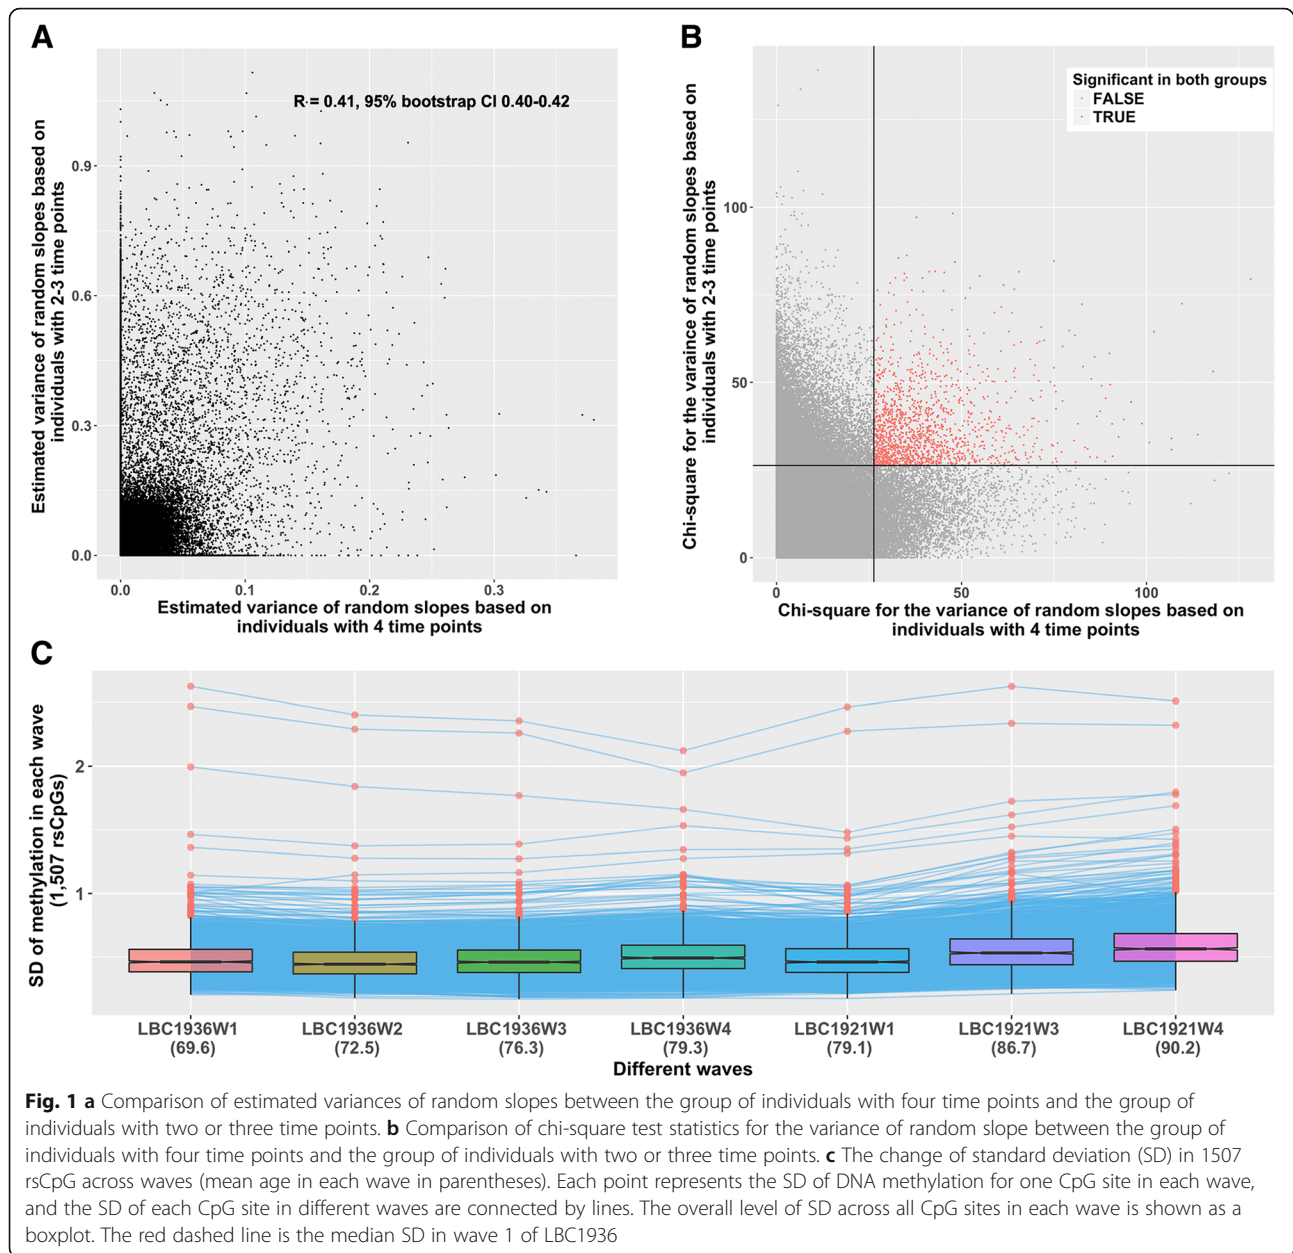 A
Estimated variance of random slopes based on
individuals with 2-3 time points
R = 0.41, 95% bootstrap CI 0.40-0.42
0.9
0.6
0.3
0.0
0.0 0.1 0.2 0.3
Estimated variance of random slopes based on
individuals with 4 time points
B
Chi-square for the varaince of random slopes based on
individuals with 2-3 time points
Significant in both groups
FALSE
TRUE
100
50
0
0 50 100
Chi-square for the variance of random slopes based on
individuals with 4 time points
C
SD of methylation in each wave
(1,507 rsCpGs)
2
1
LBC1936W1 LBC1936W2 LBC1936W3 LBC1936W4 LBC1921W1 LBC1921W3 LBC1921W4
(69.6) (72.5) (76.3) (79.3) (79.1) (86.7) (90.2)
Different waves
Fig. 1 a Comparison of estimated variances of random slopes between the group of individuals with four time points and the group of
individuals with two or three time points. b Comparison of chi-square test statistics for the variance of random slope between the group of
individuals with four time points and the group of individuals with two or three time points. c The change of standard deviation (SD) in 1507
rsCpG across waves (mean age in each wave in parentheses). Each point represents the SD of DNA methylation for one CpG site in each wave,
and the SD of each CpG site in different waves are connected by lines. The overall level of SD across all CpG sites in each wave is shown as a
boxplot. The red dashed line is the median SD in wave 1 of LBC1936